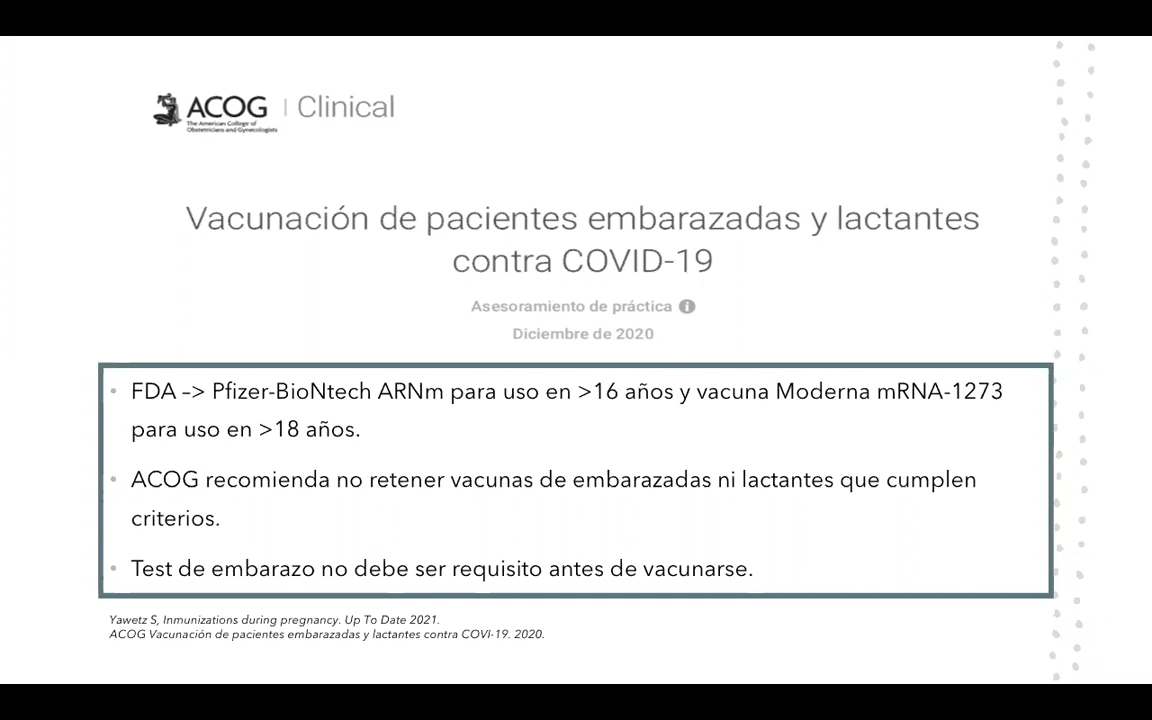 ACOG | Clinical
The American College of
Obstetricians and Gynecologists
Vacunación de pacientes embarazadas y lactantes
contra COVID-19
Asesoramiento de práctica
Diciembre de 2020
• FDA –> Pfizer-BioNtech ARNm para uso en >16 años y vacuna Moderna mRNA-1273
para uso en >18 años.
• ACOG recomienda no retener vacunas de embarazadas ni lactantes que cumplen
criterios.
• Test de embarazo no debe ser requisito antes de vacunarse.
Yawetz S, Inmunizations during pregnancy. Up To Date 2021.
ACOG Vacunación de pacientes embarazadas y lactantes contra COVI-19. 2020.